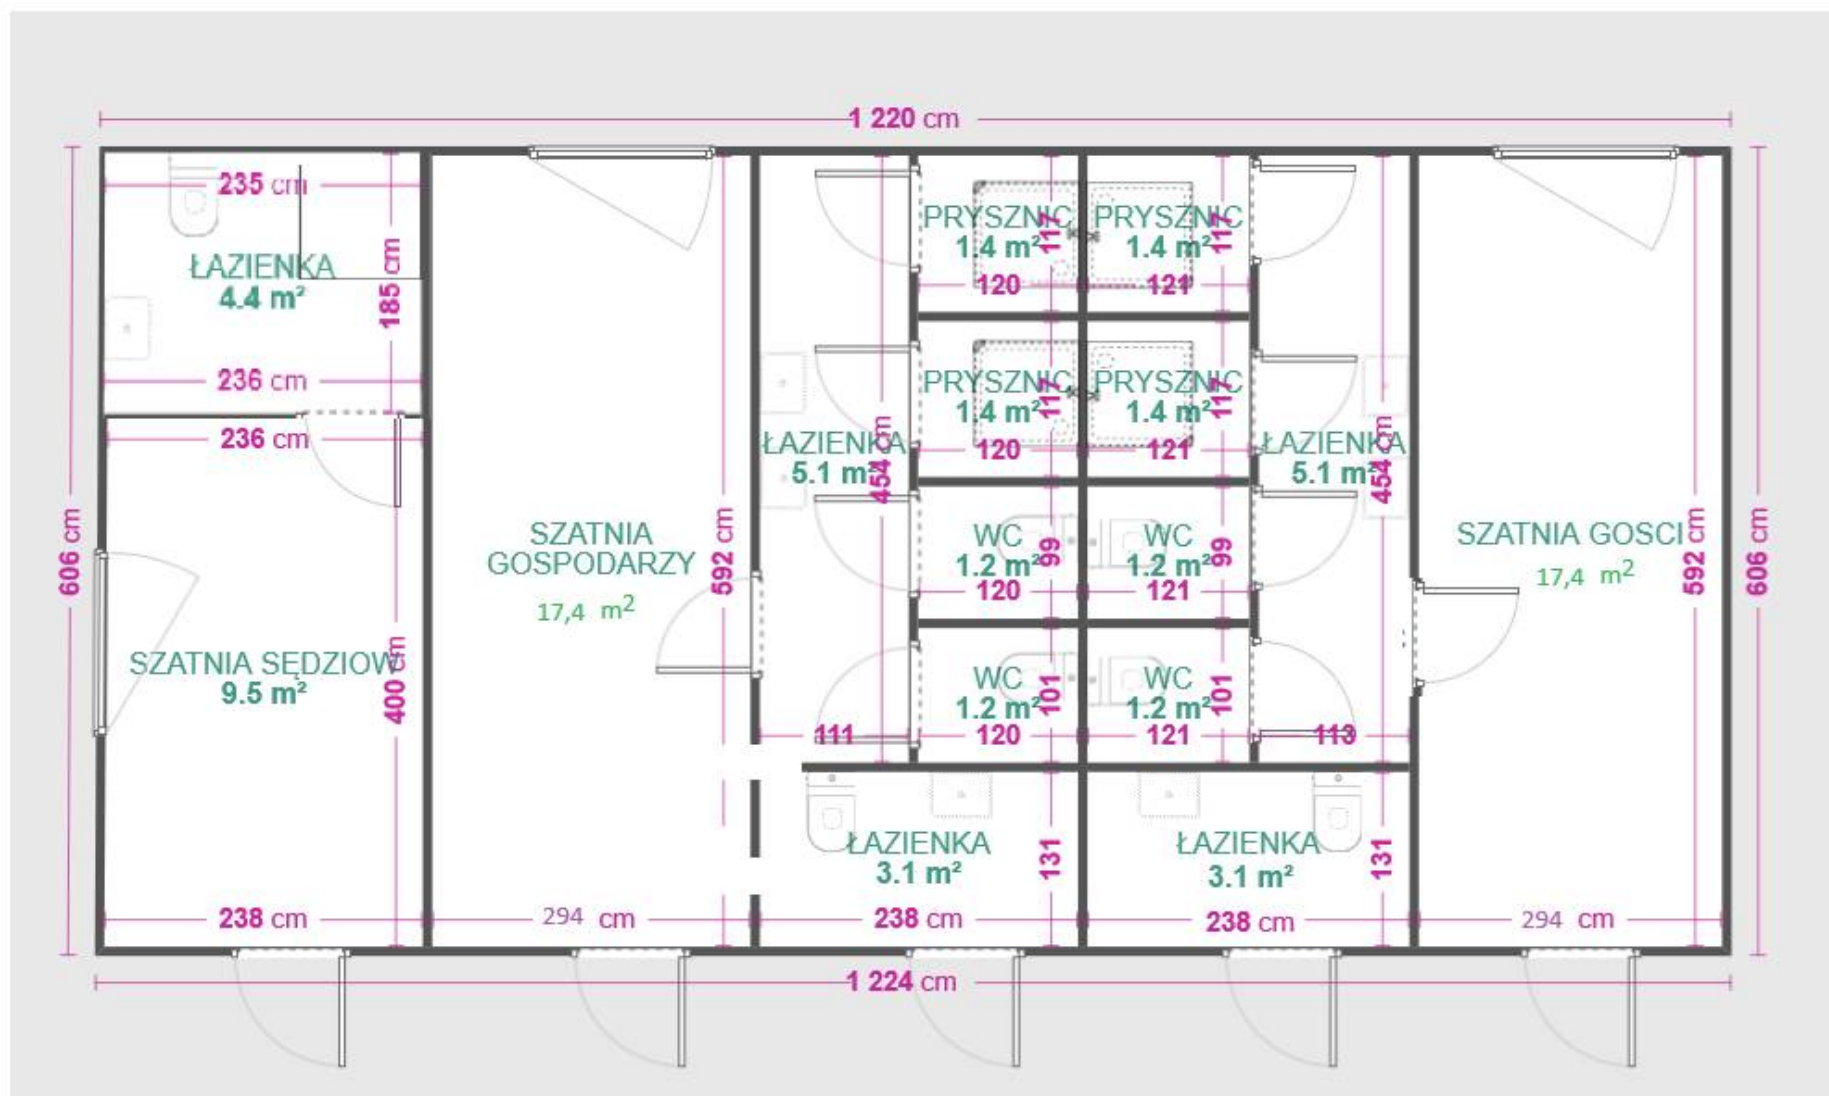 1 220 cm
235 cm
ŁAZIENKA
4.4 m²
185 cm
236 cm
236 cm
606 cm
SZATNIA SĘDZIOW
9.5 m²
400 cm
238 cm
SZATNIA
GOSPODARZY
17,4 m²
592 cm
294 cm
ŁAZIENKA
5.1 m²
454 cm
111
PRYSZNIC
1.4 m²
117
120
PRYSZNIC
1.4 m²
117
121
PRYSZNIC
1.4 m²
117
120
PRYSZNIC
1.4 m²
117
121
WC
1.2 m²
99
120
WC
1.2 m²
99
121
WC
1.2 m²
101
120
WC
1.2 m²
101
121
ŁAZIENKA
5.1 m²
454 cm
113
ŁAZIENKA
3.1 m²
131
238 cm
ŁAZIENKA
3.1 m²
131
238 cm
SZATNIA GOSCI
17,4 m²
592 cm
294 cm
606 cm
1 224 cm